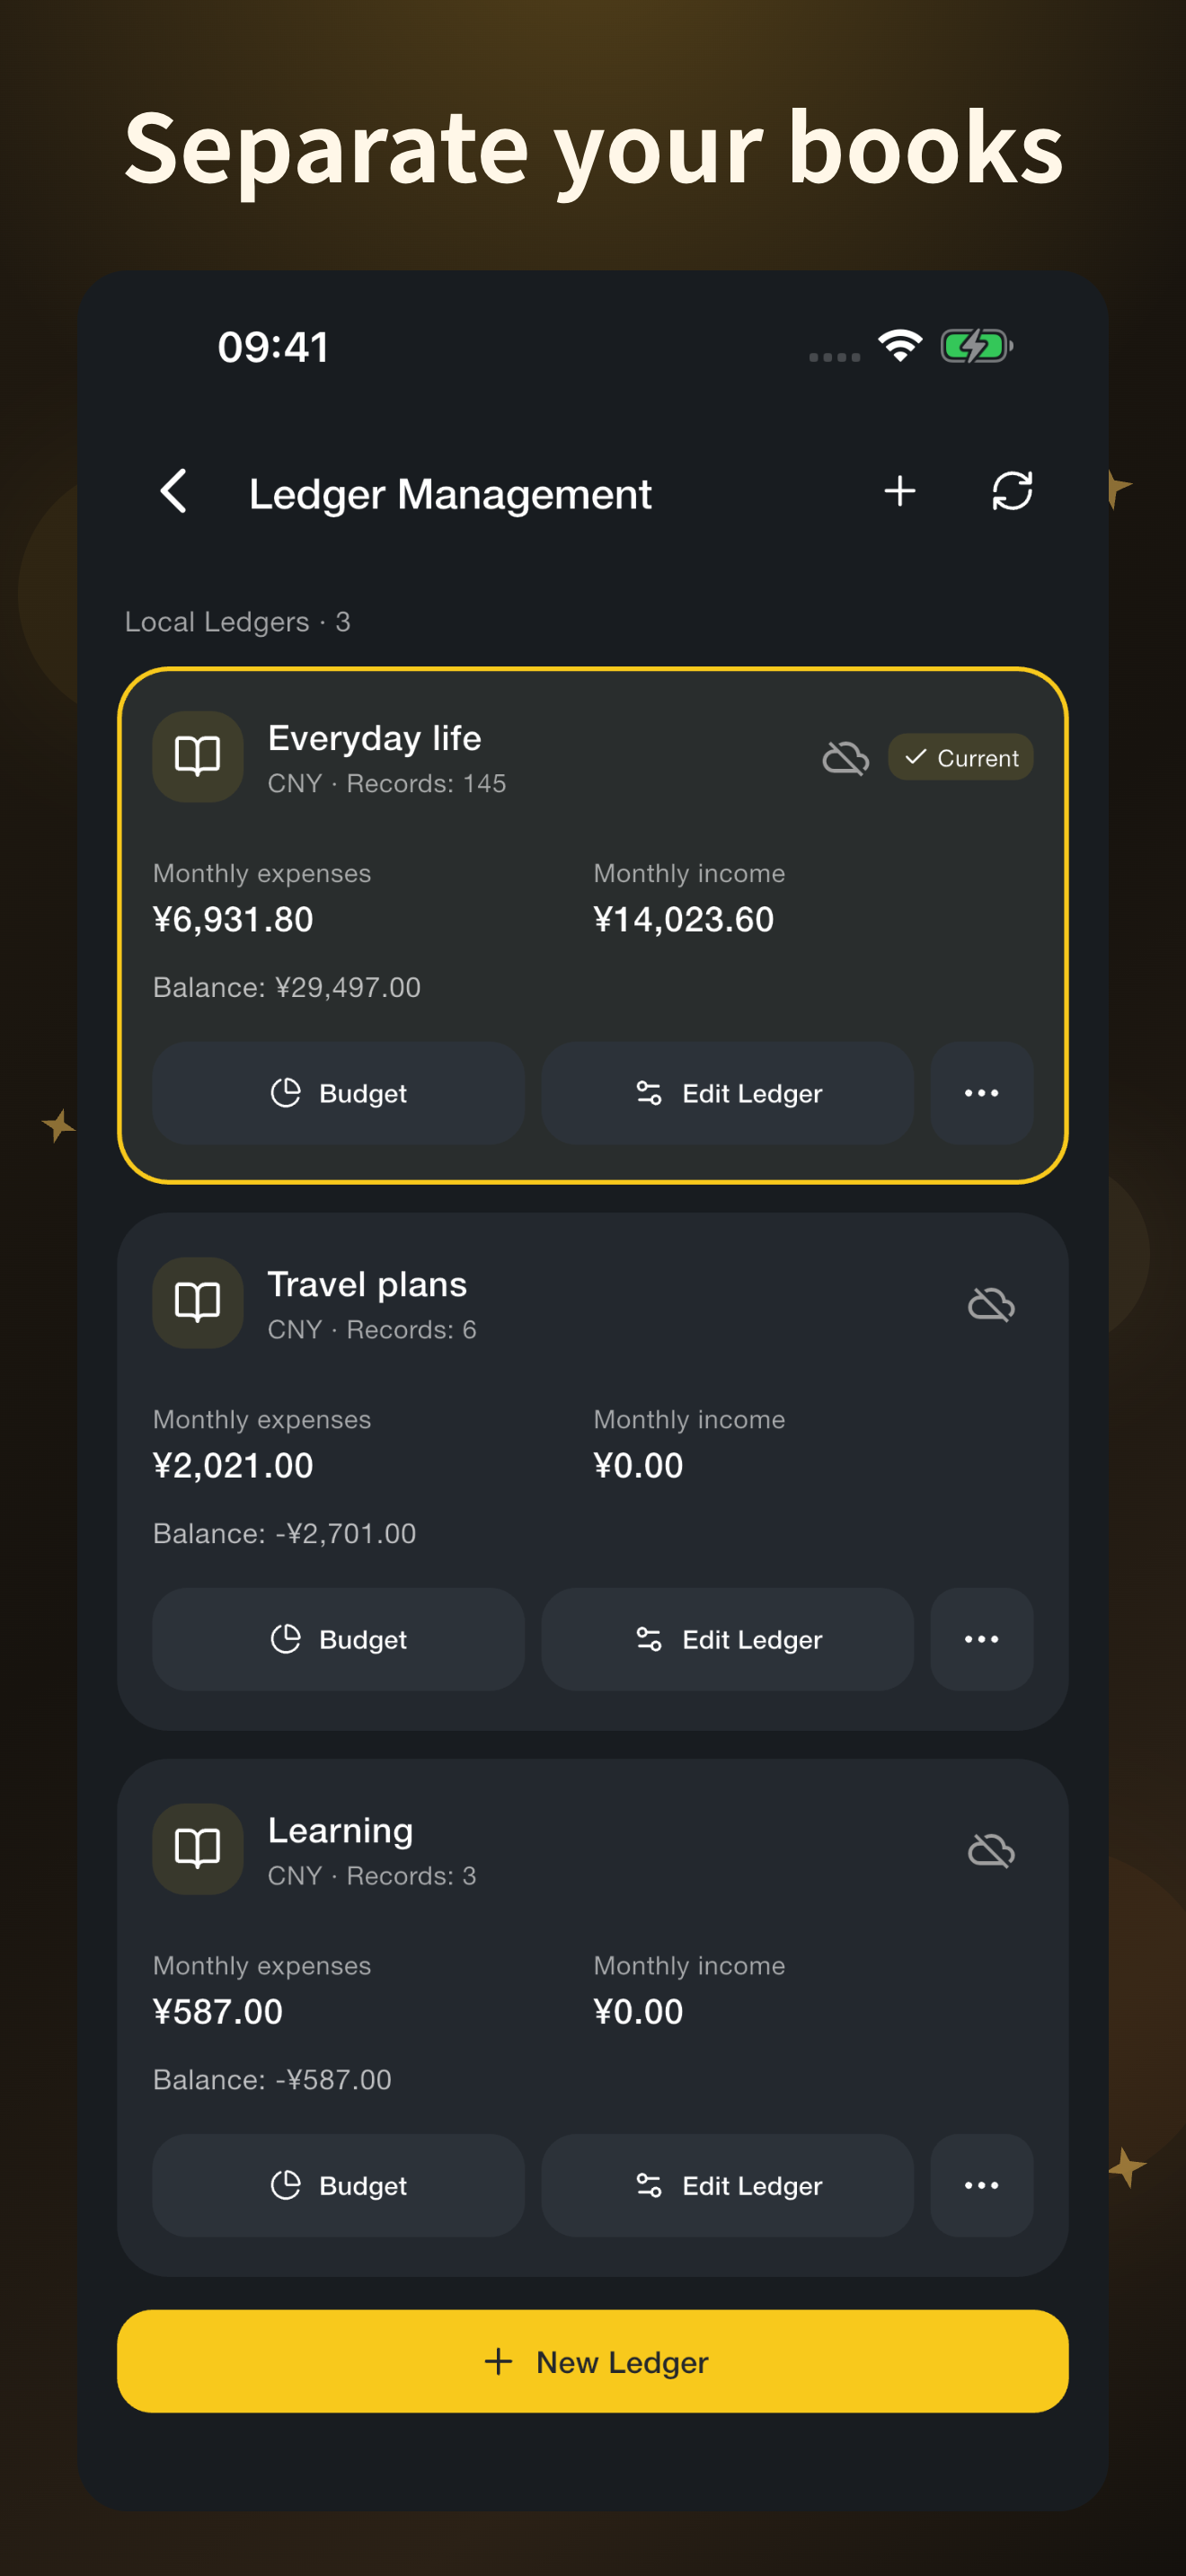 Separate your books
09:41
Ledger Management
Local Ledgers · 3
Everyday life
CNY · Records: 145
Current
Monthly expenses
Monthly income
¥6,931.80
¥14,023.60
Balance: ¥29,497.00
Budget
Edit Ledger
Travel plans
CNY · Records: 6
Monthly expenses
Monthly income
¥2,021.00
¥0.00
Balance: -¥2,701.00
Budget
Edit Ledger
Learning
CNY · Records: 3
Monthly expenses
Monthly income
¥587.00
¥0.00
Balance: -¥587.00
Budget
Edit Ledger
New Ledger